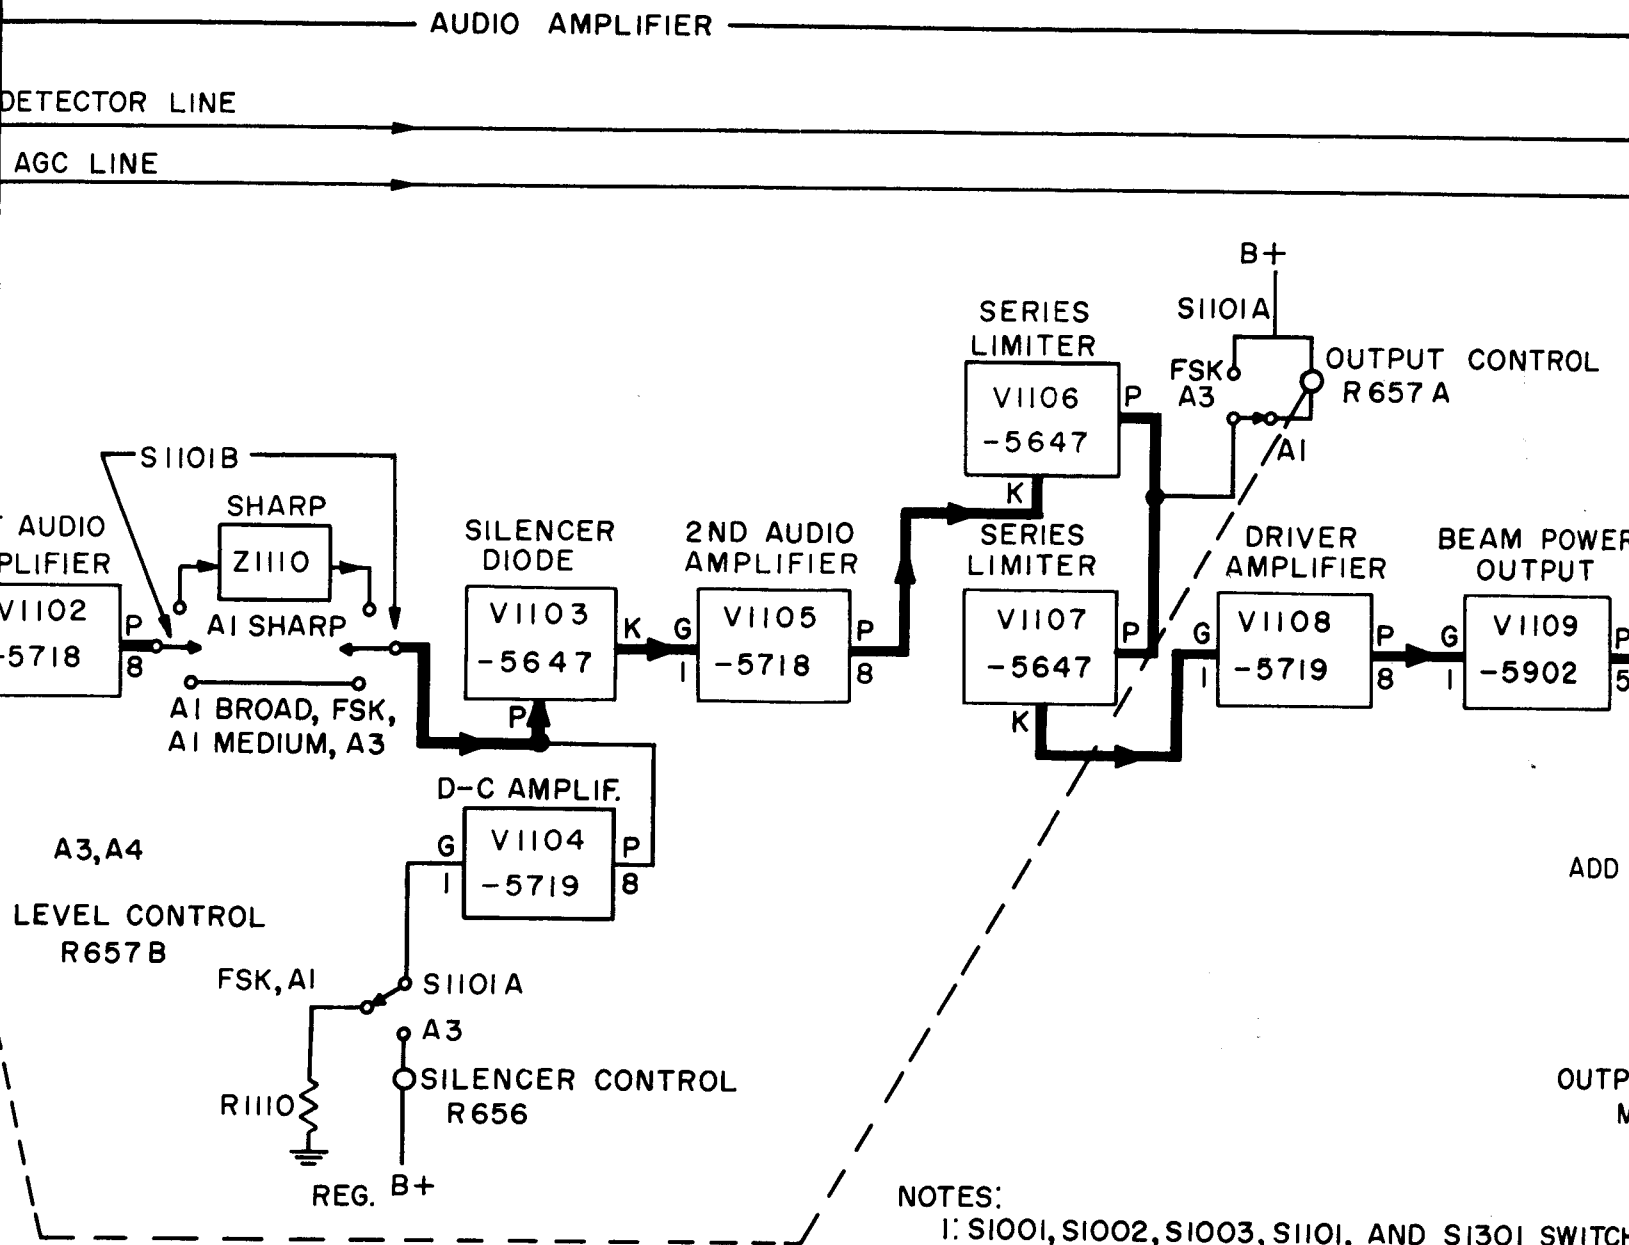 AUDIO AMPLIFIER
DETECTOR LINE
AGC LINE
B+
S1101A
SERIES
LIMITER
V1106
-5647
P
K
FSK
A3
OUTPUT CONTROL
R657A
A1
S1101B
SHARP
Z1110
A1 SHARP
A1 BROAD, FSK,
A1 MEDIUM, A3
AUDIO
PLIFIER
V1102
-5718
P
8
SILENCER
DIODE
V1103
-5647
K
P
2ND AUDIO
AMPLIFIER
G
1
V1105
-5718
P
8
SERIES
LIMITER
V1107
-5647
P
K
DRIVER
AMPLIFIER
G
1
V1108
-5719
P
8
BEAM POWER
OUTPUT
G
1
V1109
-5902
P
5
D-C AMPLIF.
G
1
V1104
-5719
P
8
A3, A4
LEVEL CONTROL
R657B
FSK, A1
S1101A
A3
SILENCER CONTROL
R656
R1110
REG. B+
ADD
OUTP
NOTES:
1: S1001, S1002, S1003, S1101, AND S1301 SWITCH